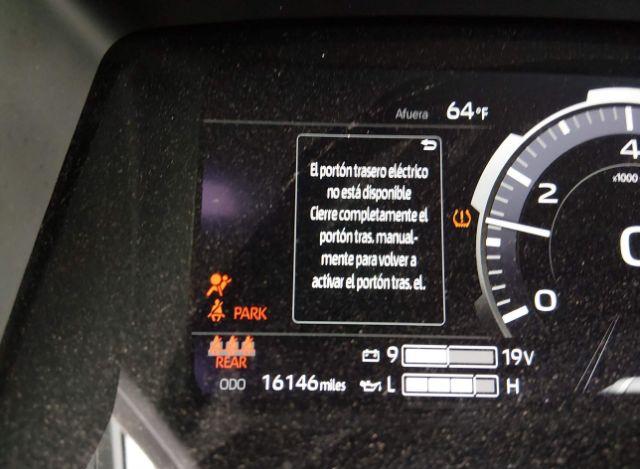 Afuera 64°F
El portón trasero eléctrico
no está disponible
Cierre completamente el
portón tras. manual-
mente para volver a
activar el portón tras. el.
4
x1000
2
0
0
PARK
REAR
9 19V
ODO 16146 miles
L H